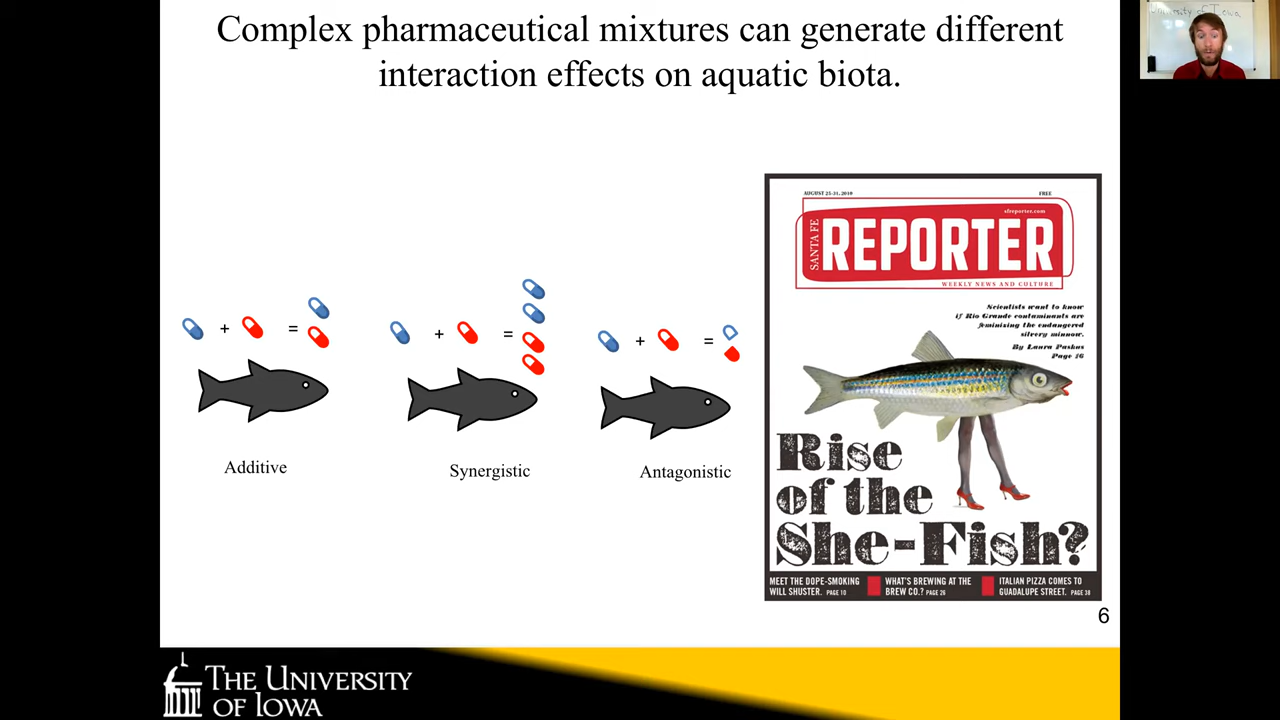 Complex pharmaceutical mixtures can generate different
interaction effects on aquatic biota.
University of Iowa
+
=
+
=
+
=
Additive
Synergistic
Antagonistic
AUGUST 25-31, 2010
FREE
sfreporter.com
SANTA FE
REPORTER
WEEKLY NEWS AND CULTURE
Scientists want to know
if Rio Grande contaminants are
feminizing the endangered
silvery minnow.
By Laura Paskus
Page 16
Rise
of the
She-Fish?
MEET THE DOPE-SMOKING
WILL SHUSTER. PAGE 10
WHAT'S BREWING AT THE
BREW CO.? PAGE 26
ITALIAN PIZZA COMES TO
GUADALUPE STREET. PAGE 38
6
THE UNIVERSITY
OF IOWA